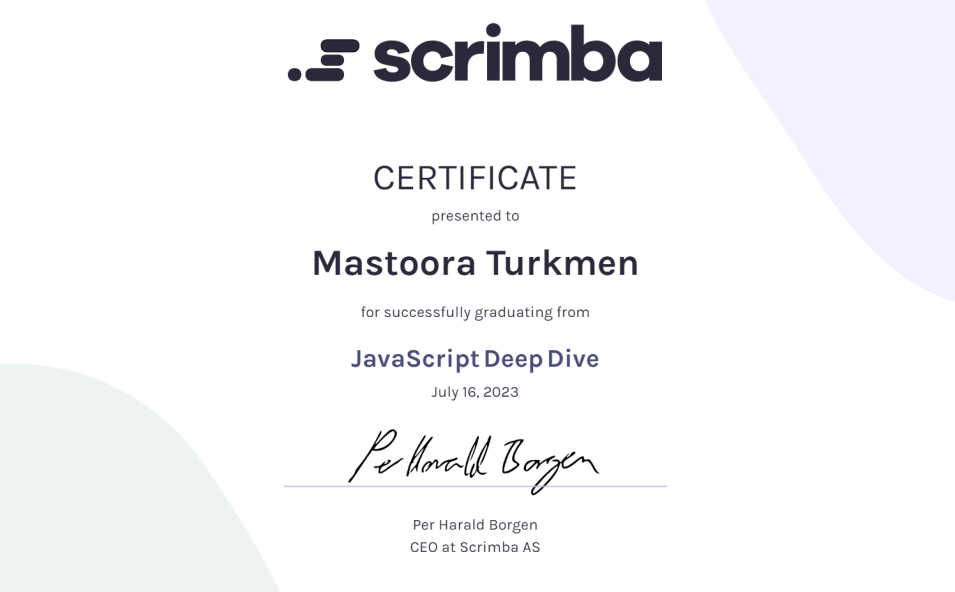 scrimba
CERTIFICATE
presented to
Mastoora Turkmen
for successfully graduating from
JavaScript Deep Dive
July 16, 2023
Per Harald Borgen
Per Harald Borgen
CEO at Scrimba AS